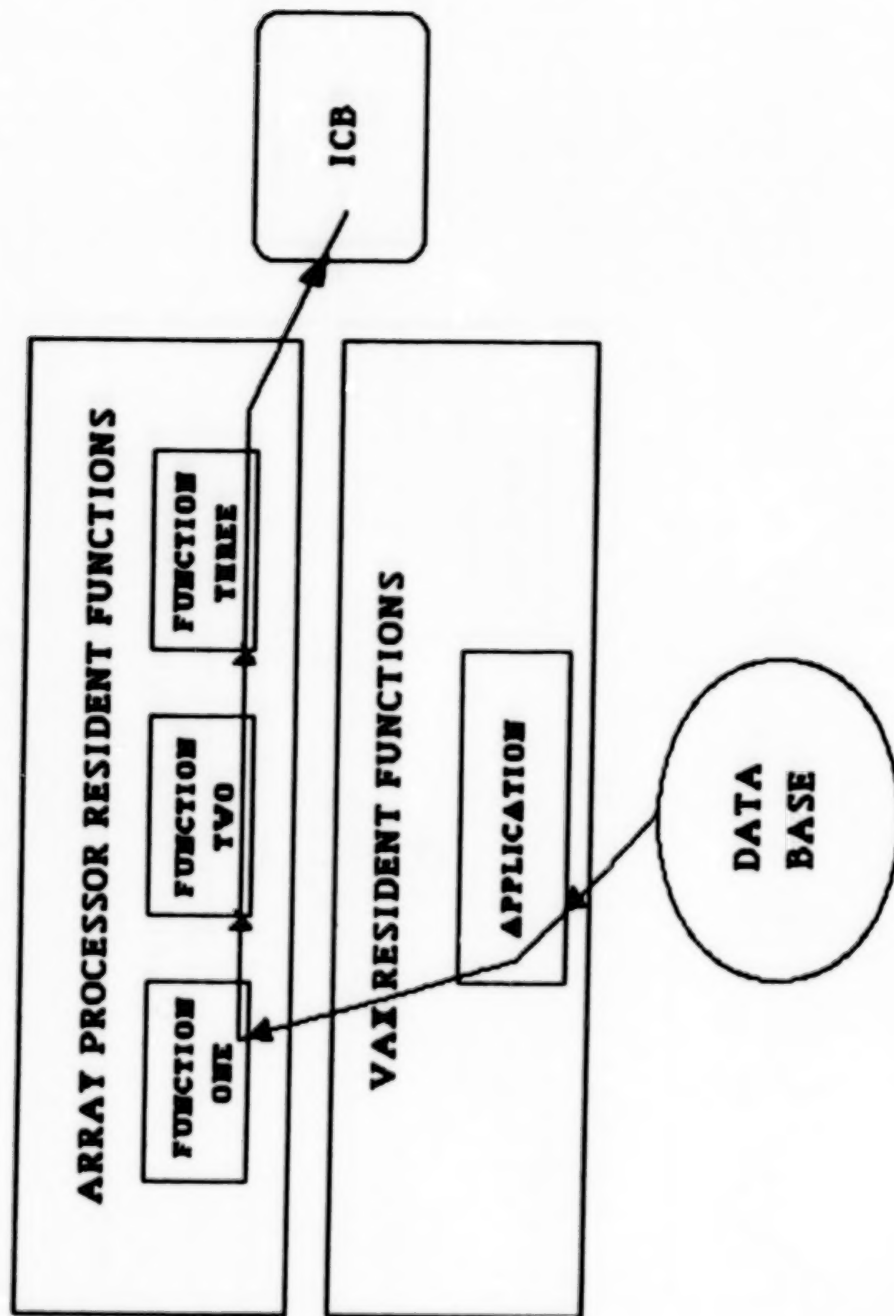 ARRAY PROCESSOR RESIDENT FUNCTIONS
FUNCTION
ONE
FUNCTION
TWO
FUNCTION
THREE
ICB
VAX RESIDENT FUNCTIONS
APPLICATION
DATA
BASE